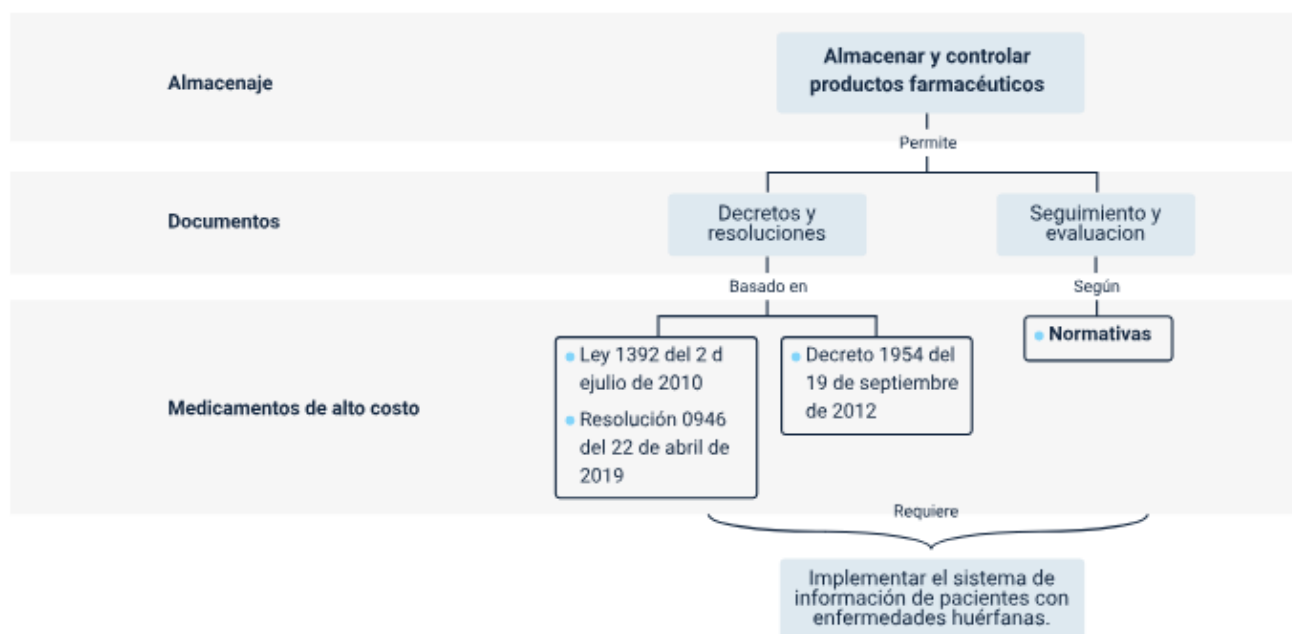 Almacenaje
Almacenar y controlar
productos farmacéuticos
Permite
Documentos
Decretos y
resoluciones
Seguimiento y
evaluacion
Basado en
Según
Medicamentos de alto costo
Ley 1392 del 2 d
ejulio de 2010
Resolución 0946
del 22 de abril de
2019
Decreto 1954 del
19 de septiembre
de 2012
Normativas
Requiere
Implementar el sistema de
información de pacientes con
enfermedades huérfanas.